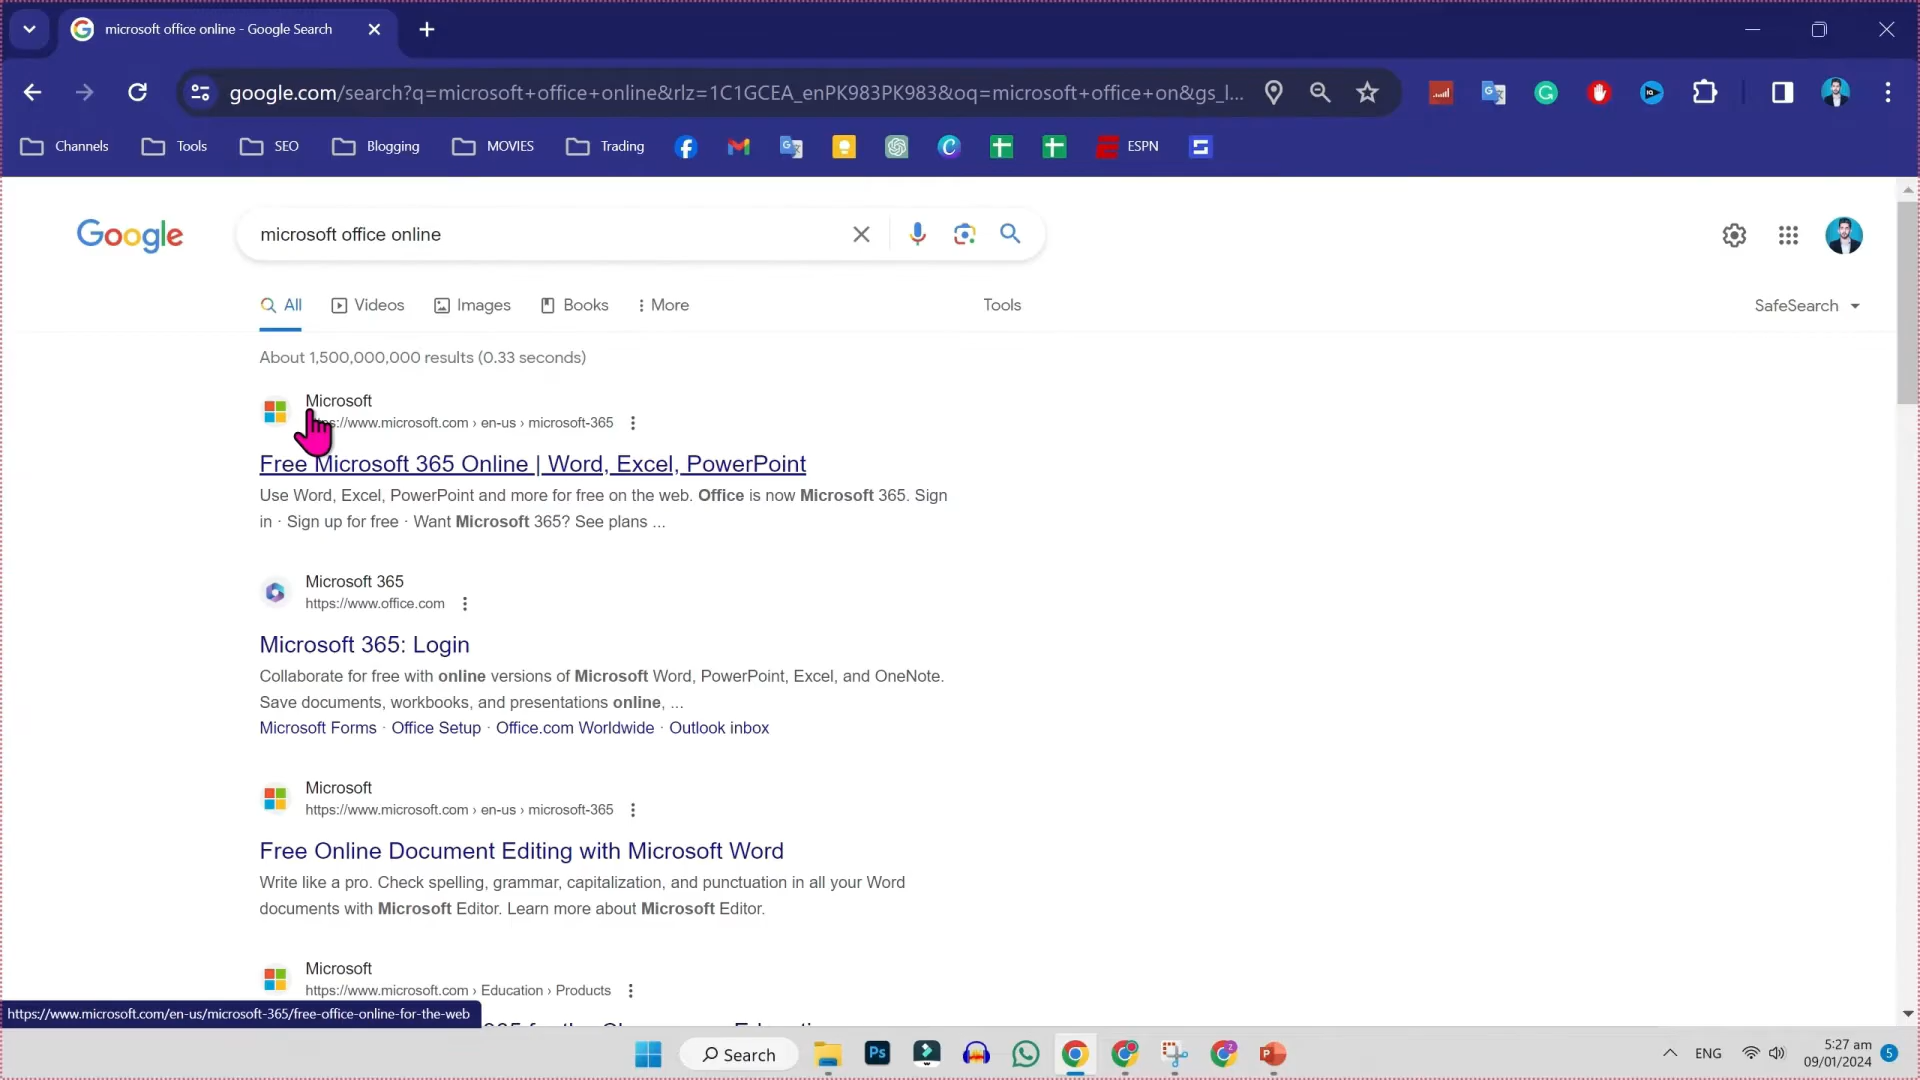 microsoft office online - Google Search
google.com/search?q=microsoft+office+online&rlz=1C1GCEA_enPK983PK983&oq=microsoft+office+on&gs_l...
Channels Tools SEO Blogging MOVIES Trading ESPN
Google
microsoft office online
All Videos Images Books More Tools SafeSearch
About 1,500,000,000 results (0.33 seconds)
Microsoft
://www.microsoft.com › en-us › microsoft-365
Free Microsoft 365 Online | Word, Excel, PowerPoint
Use Word, Excel, PowerPoint and more for free on the web. Office is now Microsoft 365. Sign
in · Sign up for free · Want Microsoft 365? See plans ...
Microsoft 365
https://www.office.com
Microsoft 365: Login
Collaborate for free with online versions of Microsoft Word, PowerPoint, Excel, and OneNote.
Save documents, workbooks, and presentations online, ...
Microsoft Forms · Office Setup · Office.com Worldwide · Outlook inbox
Microsoft
https://www.microsoft.com › en-us › microsoft-365
Free Online Document Editing with Microsoft Word
Write like a pro. Check spelling, grammar, capitalization, and punctuation in all your Word
documents with Microsoft Editor. Learn more about Microsoft Editor.
Microsoft
https://www.microsoft.com › Education › Products
https://www.microsoft.com/en-us/microsoft-365/free-office-online-for-the-web
Search
Ps
ENG
5:27 am
09/01/2024
5